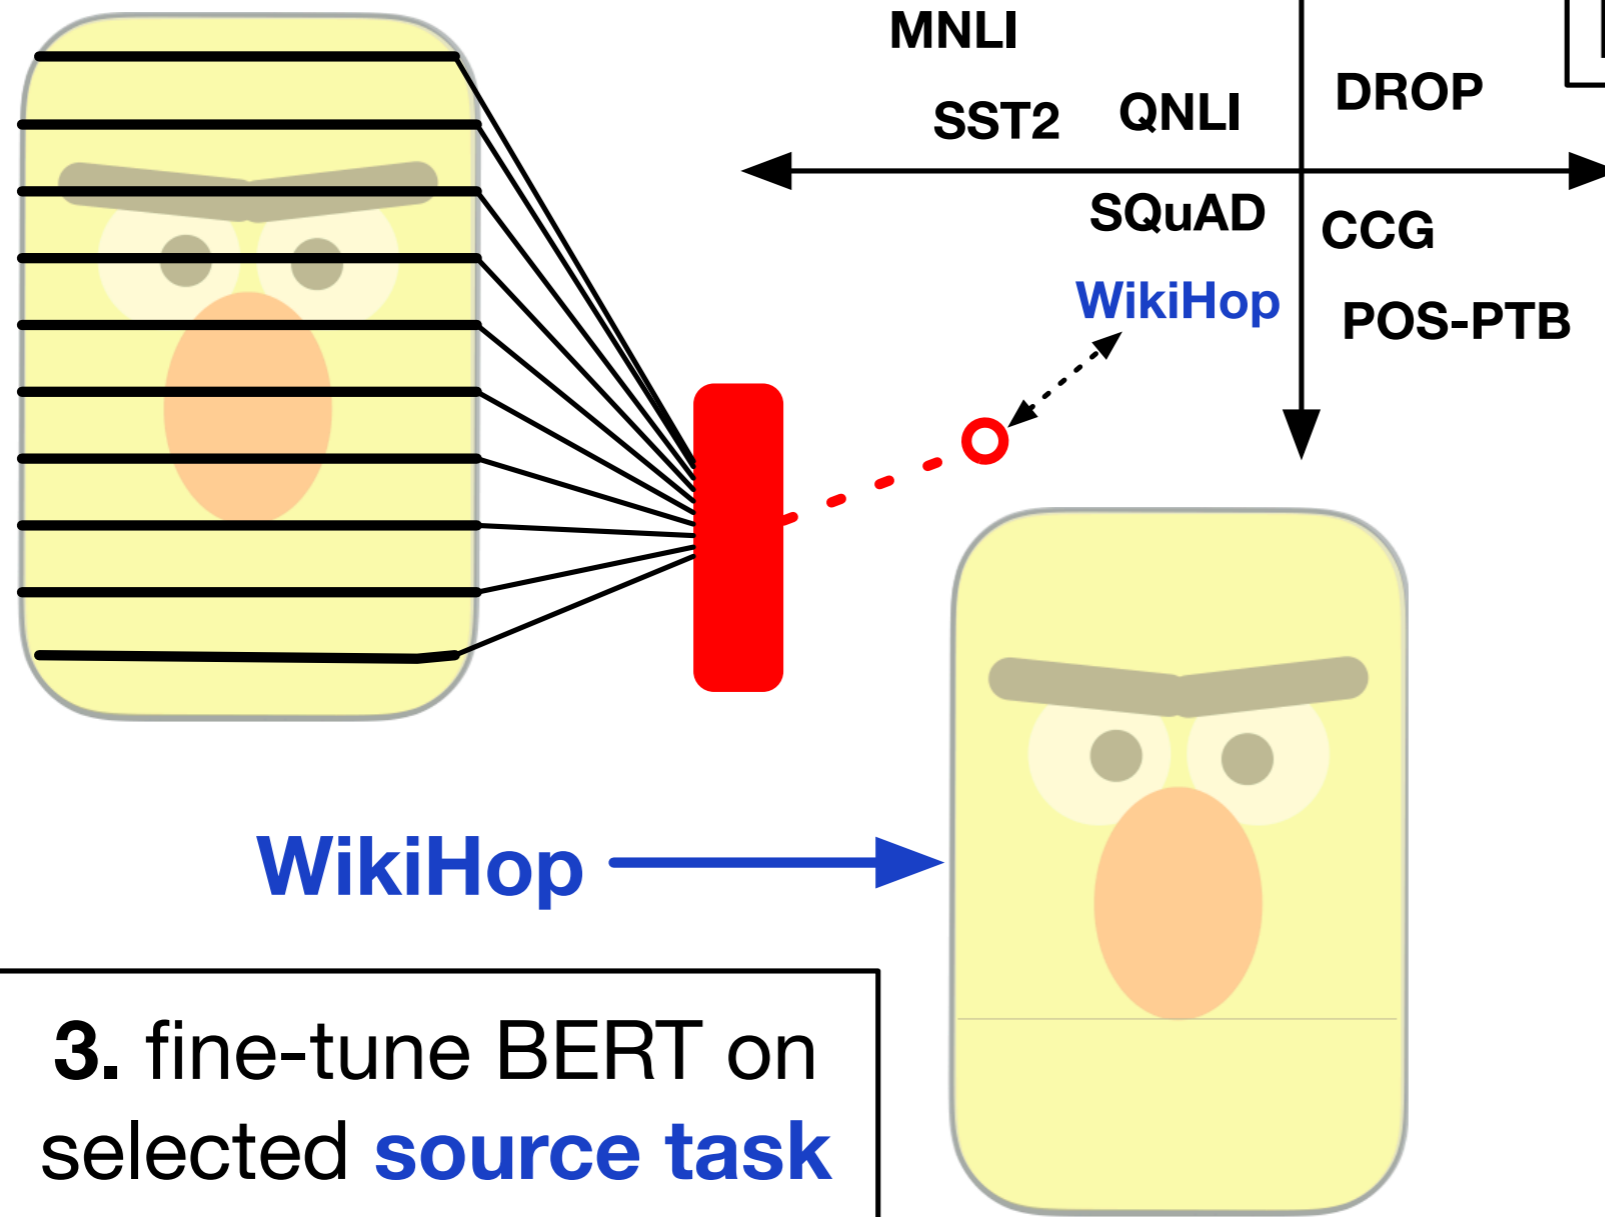 MNLI
SST2
QNLI
DROP
SQuAD
CCG
WikiHop
POS-PTB
WikiHop
3. fine-tune BERT on
selected source task